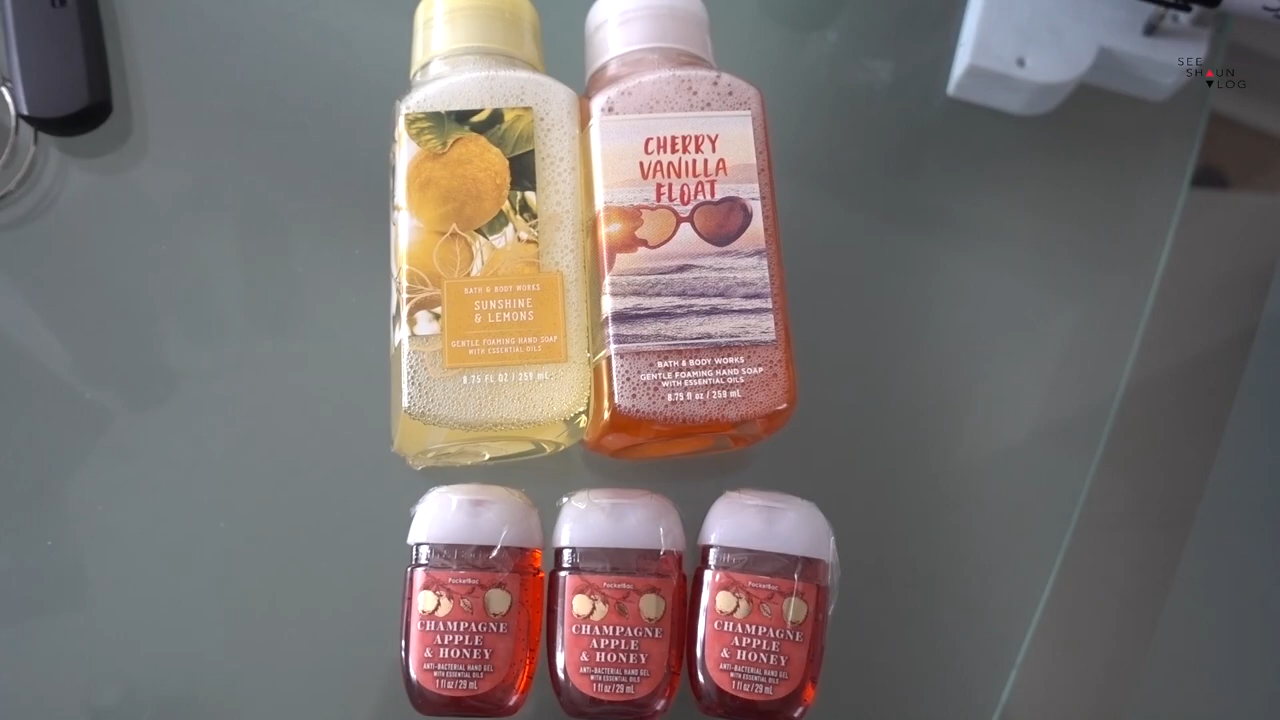 SEE
SHAUN
VLOG
BATH & BODY WORKS
SUNSHINE
& LEMONS
GENTLE FOAMING HAND SOAP
WITH ESSENTIAL OILS
8.75 FL OZ / 259 mL
CHERRY
VANILLA
FLOAT
BATH & BODY WORKS
GENTLE FOAMING HAND SOAP
WITH ESSENTIAL OILS
8.75 fl oz / 259 mL
PocketBac
CHAMPAGNE
APPLE
& HONEY
ANTI-BACTERIAL HAND GEL
WITH ESSENTIAL OILS
1 fl oz / 29 mL
PocketBac
CHAMPAGNE
APPLE
& HONEY
ANTI-BACTERIAL HAND GEL
WITH ESSENTIAL OILS
1 fl oz / 29 mL
PocketBac
CHAMPAGNE
APPLE
& HONEY
ANTI-BACTERIAL HAND GEL
WITH ESSENTIAL OILS
1 fl oz / 29 mL